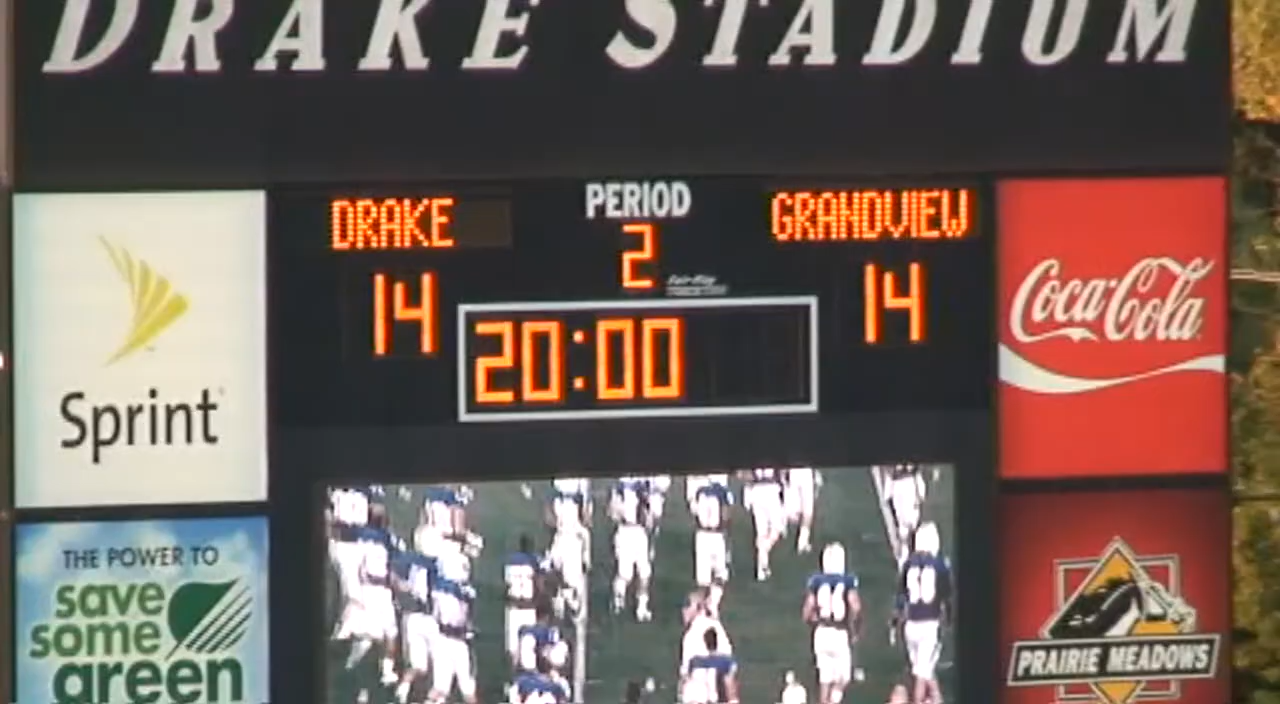 DRAKE STADIUM
PERIOD
DRAKE
2
GRANDVIEW
14
20:00
14
Sprint
Coca-Cola
THE POWER TO
save
some
green
PRAIRIE MEADOWS